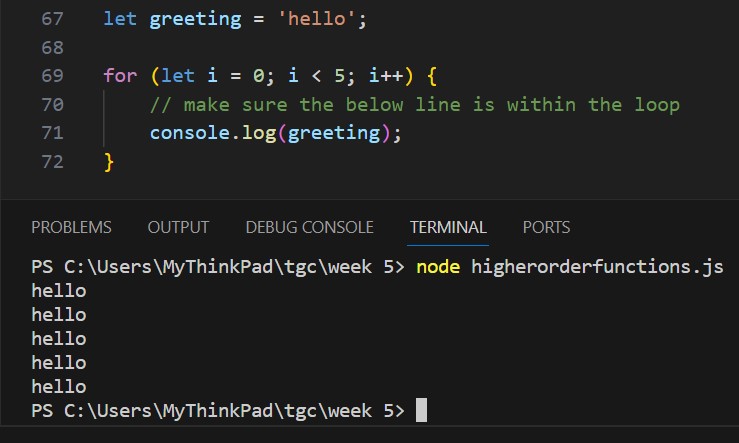 67 let greeting = 'hello';
68
69 for (let i = 0; i < 5; i++) {
70     // make sure the below line is within the loop
71     console.log(greeting);
72 }
PROBLEMS OUTPUT DEBUG CONSOLE TERMINAL PORTS
PS C:\Users\MyThinkPad\tgc\week 5> node higherorderfunctions.js
hello
hello
hello
hello
hello
PS C:\Users\MyThinkPad\tgc\week 5>